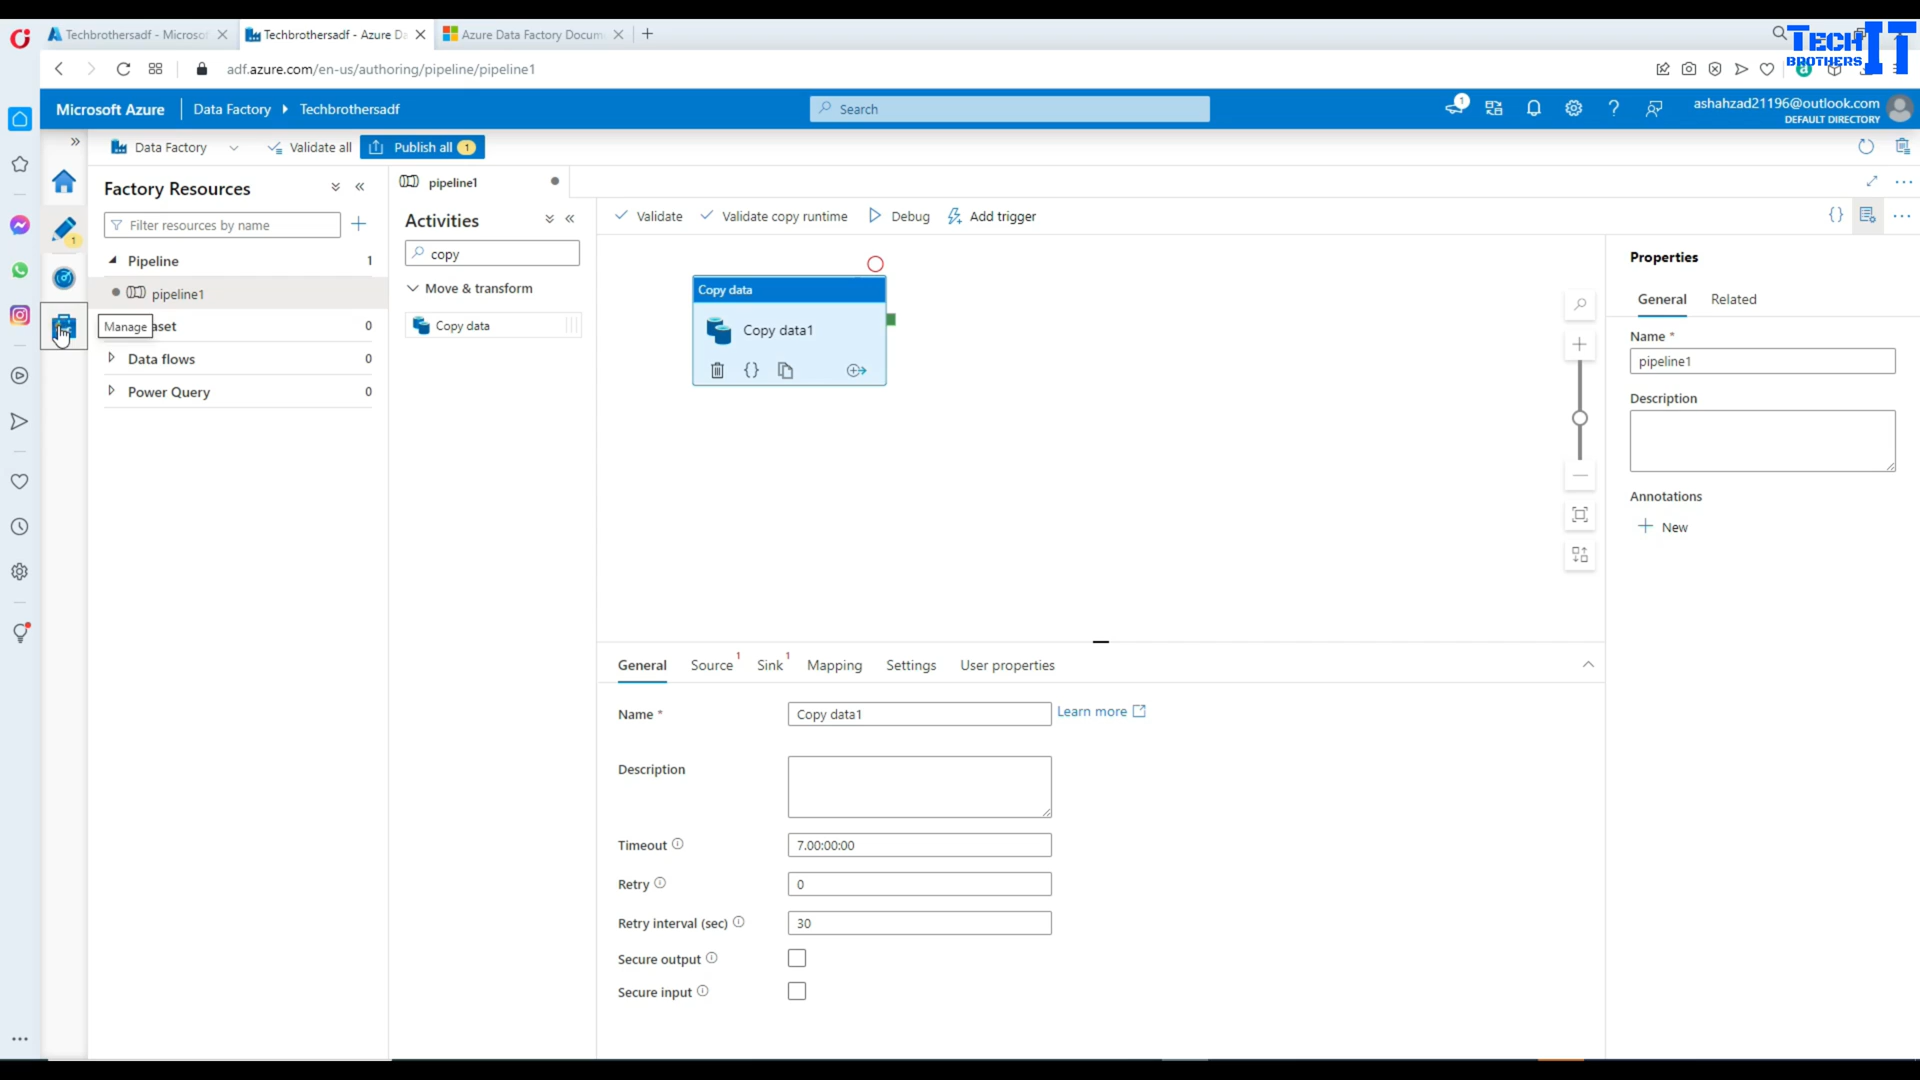 Techbrothersadf - Microsof
Techbrothersadf - Azure Da
Azure Data Factory Docum
TECH
BROTHERS
IT
adf.azure.com/en-us/authoring/pipeline/pipeline1
Microsoft Azure
Data Factory
Techbrothersadf
Search
1
ashahzad21196@outlook.com
DEFAULT DIRECTORY
Data Factory
Validate all
Publish all
1
Factory Resources
Filter resources by name
1
Pipeline
1
pipeline1
Manage
aset
0
Data flows
0
Power Query
0
pipeline1
Activities
copy
Move & transform
Copy data
Validate
Validate copy runtime
Debug
Add trigger
Copy data
Copy data1
Properties
General
Related
Name *
pipeline1
Description
Annotations
New
General
Source
1
Sink
1
Mapping
Settings
User properties
Name *
Copy data1
Learn more
Description
Timeout
7.00:00:00
Retry
0
Retry interval (sec)
30
Secure output
Secure input